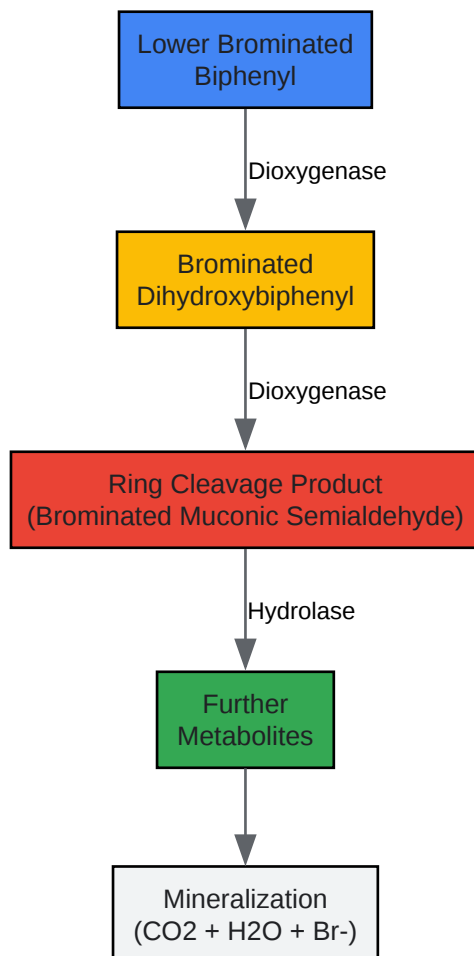 Lower Brominated
Biphenyl
Dioxygenase
Brominated
Dihydroxybiphenyl
Dioxygenase
Ring Cleavage Product
(Brominated Muconic Semialdehyde)
Hydrolase
Further
Metabolites
Mineralization
(CO2 + H2O + Br-)